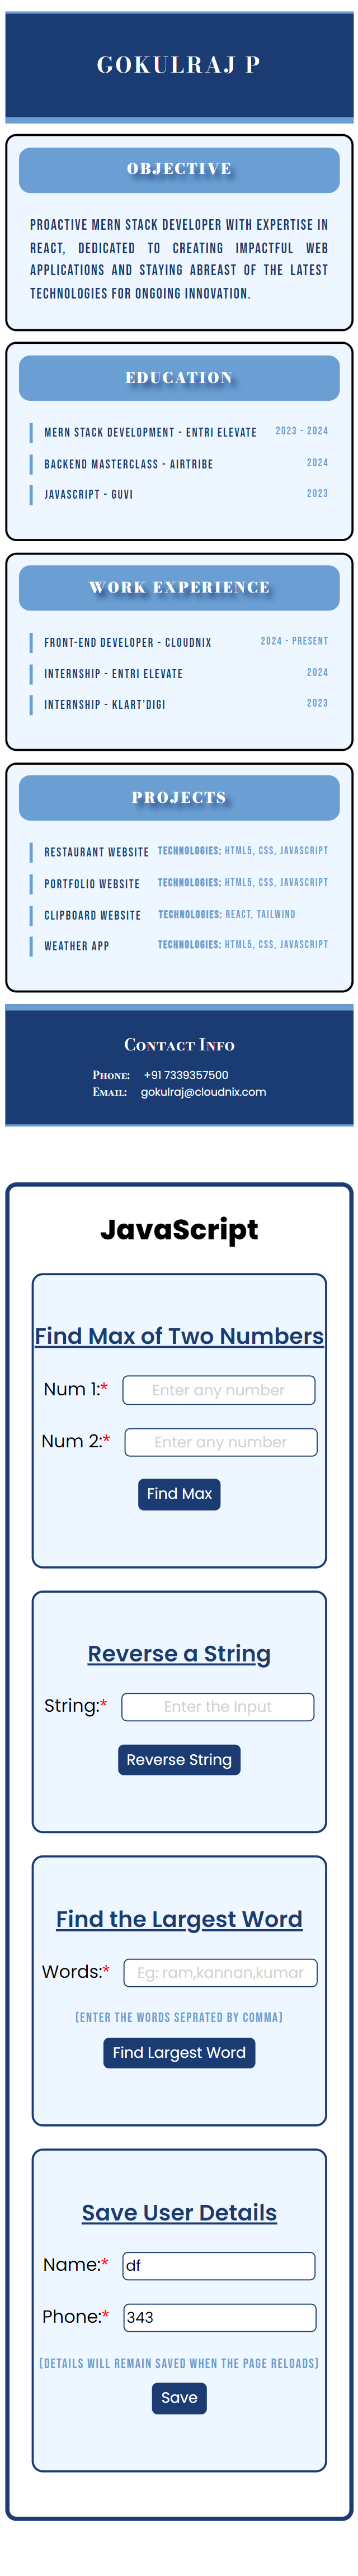 GOKULRAJ P
OBJECTIVE
PROACTIVE MERN STACK DEVELOPER WITH EXPERTISE IN
REACT, DEDICATED TO CREATING IMPACTFUL WEB
APPLICATIONS AND STAYING ABREAST OF THE LATEST
TECHNOLOGIES FOR ONGOING INNOVATION.
EDUCATION
MERN STACK DEVELOPMENT - ENTRI ELEVATE 2023 - 2024
BACKEND MASTERCLASS - AIRTRIBE 2024
JAVASCRIPT - GUVI 2023
WORK EXPERIENCE
FRONT-END DEVELOPER - CLOUDNIX 2024 - PRESENT
INTERNSHIP - ENTRI ELEVATE 2024
INTERNSHIP - KLART'DIGI 2023
PROJECTS
RESTAURANT WEBSITE TECHNOLOGIES: HTML5, CSS, JAVASCRIPT
PORTFOLIO WEBSITE TECHNOLOGIES: HTML5, CSS, JAVASCRIPT
CLIPBOARD WEBSITE TECHNOLOGIES: REACT, TAILWIND
WEATHER APP TECHNOLOGIES: HTML5, CSS, JAVASCRIPT
Contact Info
Phone: +91 7339357500
Email: gokulraj@cloudnix.com
JavaScript
Find Max of Two Numbers
Num 1:* Enter any number
Num 2:* Enter any number
Find Max
Reverse a String
String:* Enter the Input
Reverse String
Find the Largest Word
Words:* Eg: ram,kannan,kumar
(ENTER THE WORDS SEPRATED BY COMMA)
Find Largest Word
Save User Details
Name:* df
Phone:* 343
(DETAILS WILL REMAIN SAVED WHEN THE PAGE RELOADS)
Save